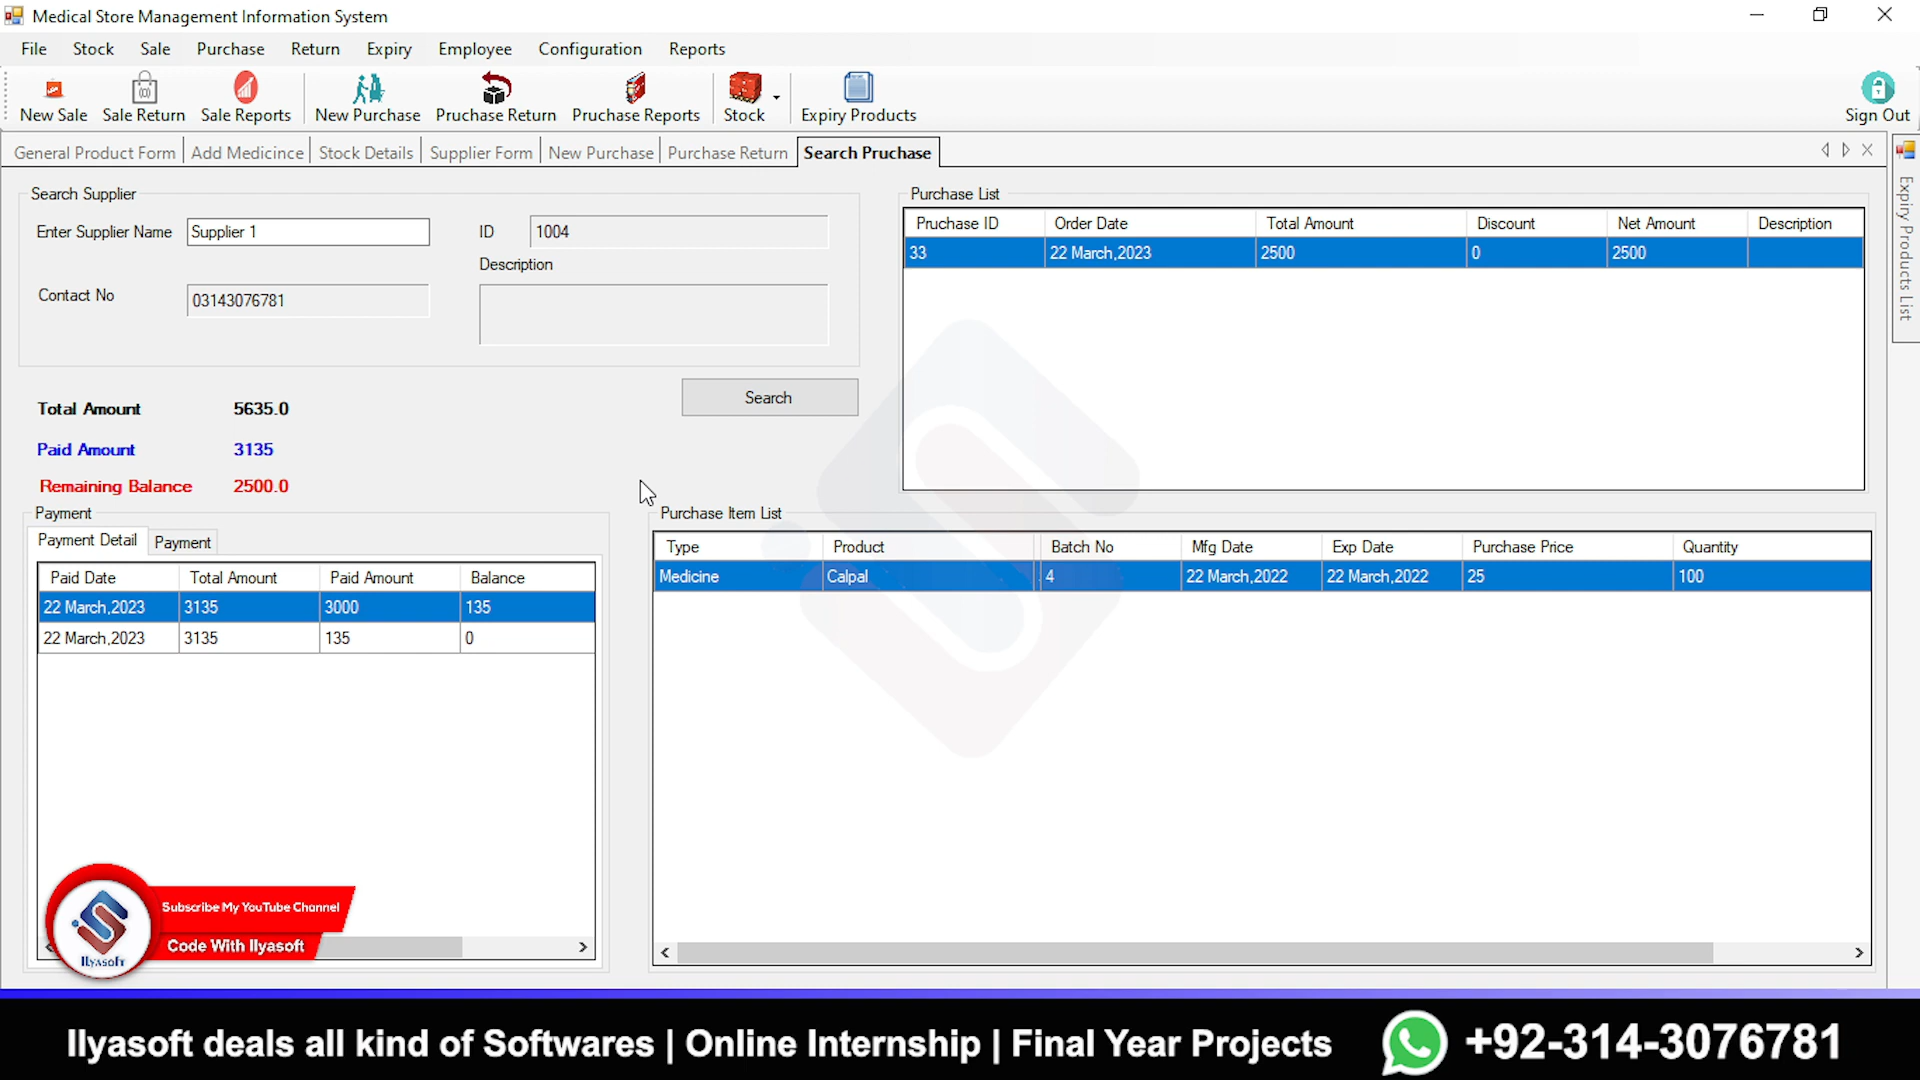 Medical Store Management Information System
File Stock Sale Purchase Return Expiry Employee Configuration Reports
New Sale Sale Return Sale Reports New Purchase Pruchase Return Pruchase Reports Stock Expiry Products Sign Out
General Product Form Add Medicince Stock Details Supplier Form New Purchase Purchase Return Search Pruchase
Expiry Products List
Search Supplier
Enter Supplier Name Supplier 1 ID 1004
Description
Contact No 03143076781
Search
Total Amount 5635.0
Paid Amount 3135
Remaining Balance 2500.0
Purchase List
Pruchase ID Order Date Total Amount Discount Net Amount Description
33 22 March,2023 2500 0 2500
Payment
Payment Detail Payment
Paid Date Total Amount Paid Amount Balance
22 March,2023 3135 3000 135
22 March,2023 3135 135 0
Purchase Item List
Type Product Batch No Mfg Date Exp Date Purchase Price Quantity
Medicine Calpal 4 22 March,2022 22 March,2022 25 100
Subscribe My YouTube Channel
Code With Ilyasoft
Ilyasoft
Ilyasoft deals all kind of Softwares | Online Internship | Final Year Projects +92-314-3076781